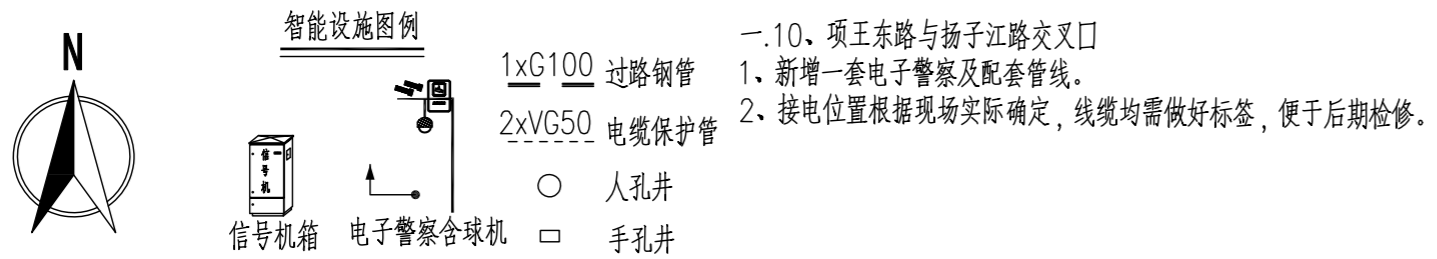 N
智能设施图例
信号机
信号机箱
电子警察含球机
1xG100 过路钢管
2xVG50 电缆保护管
人孔井
手孔井
一.10、项王东路与扬子江路交叉口
1、新增一套电子警察及配套管线。
2、接电位置根据现场实际确定,线缆均需做好标签,便于后期检修。